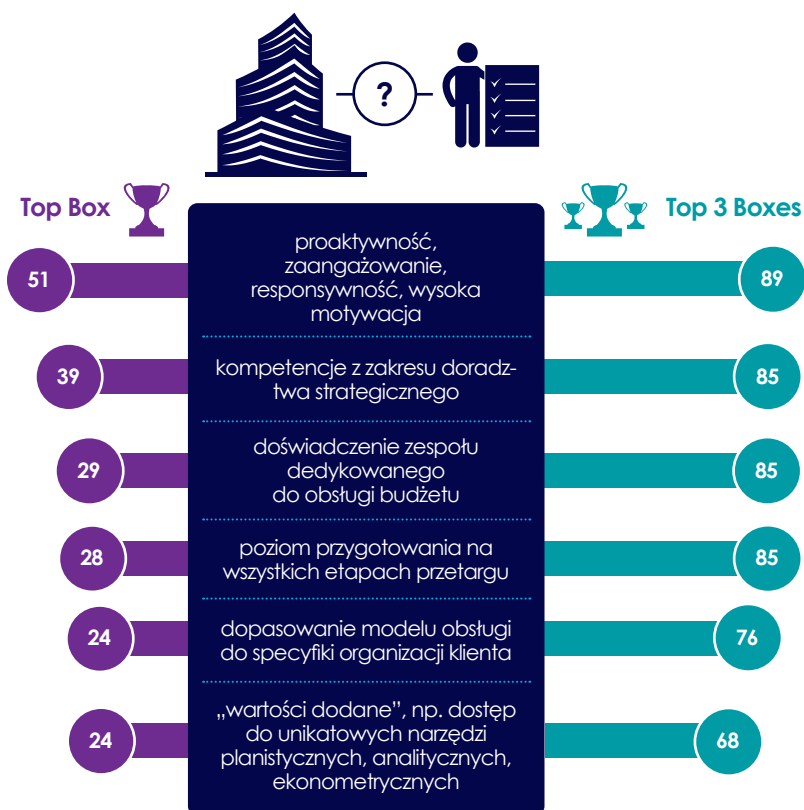 ?
Top Box
Top 3 Boxes
51
proaktywność,
zaangażowanie,
responsywność, wysoka
motywacja
89
39
kompetencje z zakresu doradz-
twa strategicznego
85
29
doświadczenie zespołu
dedykowanego
do obsługi budżetu
85
28
poziom przygotowania na
wszystkich etapach przetargu
85
24
dopasowanie modelu obsługi
do specyfiki organizacji klienta
76
24
„wartości dodane”, np. dostęp
do unikatowych narzędzi
planistycznych, analitycznych,
ekonometrycznych
68